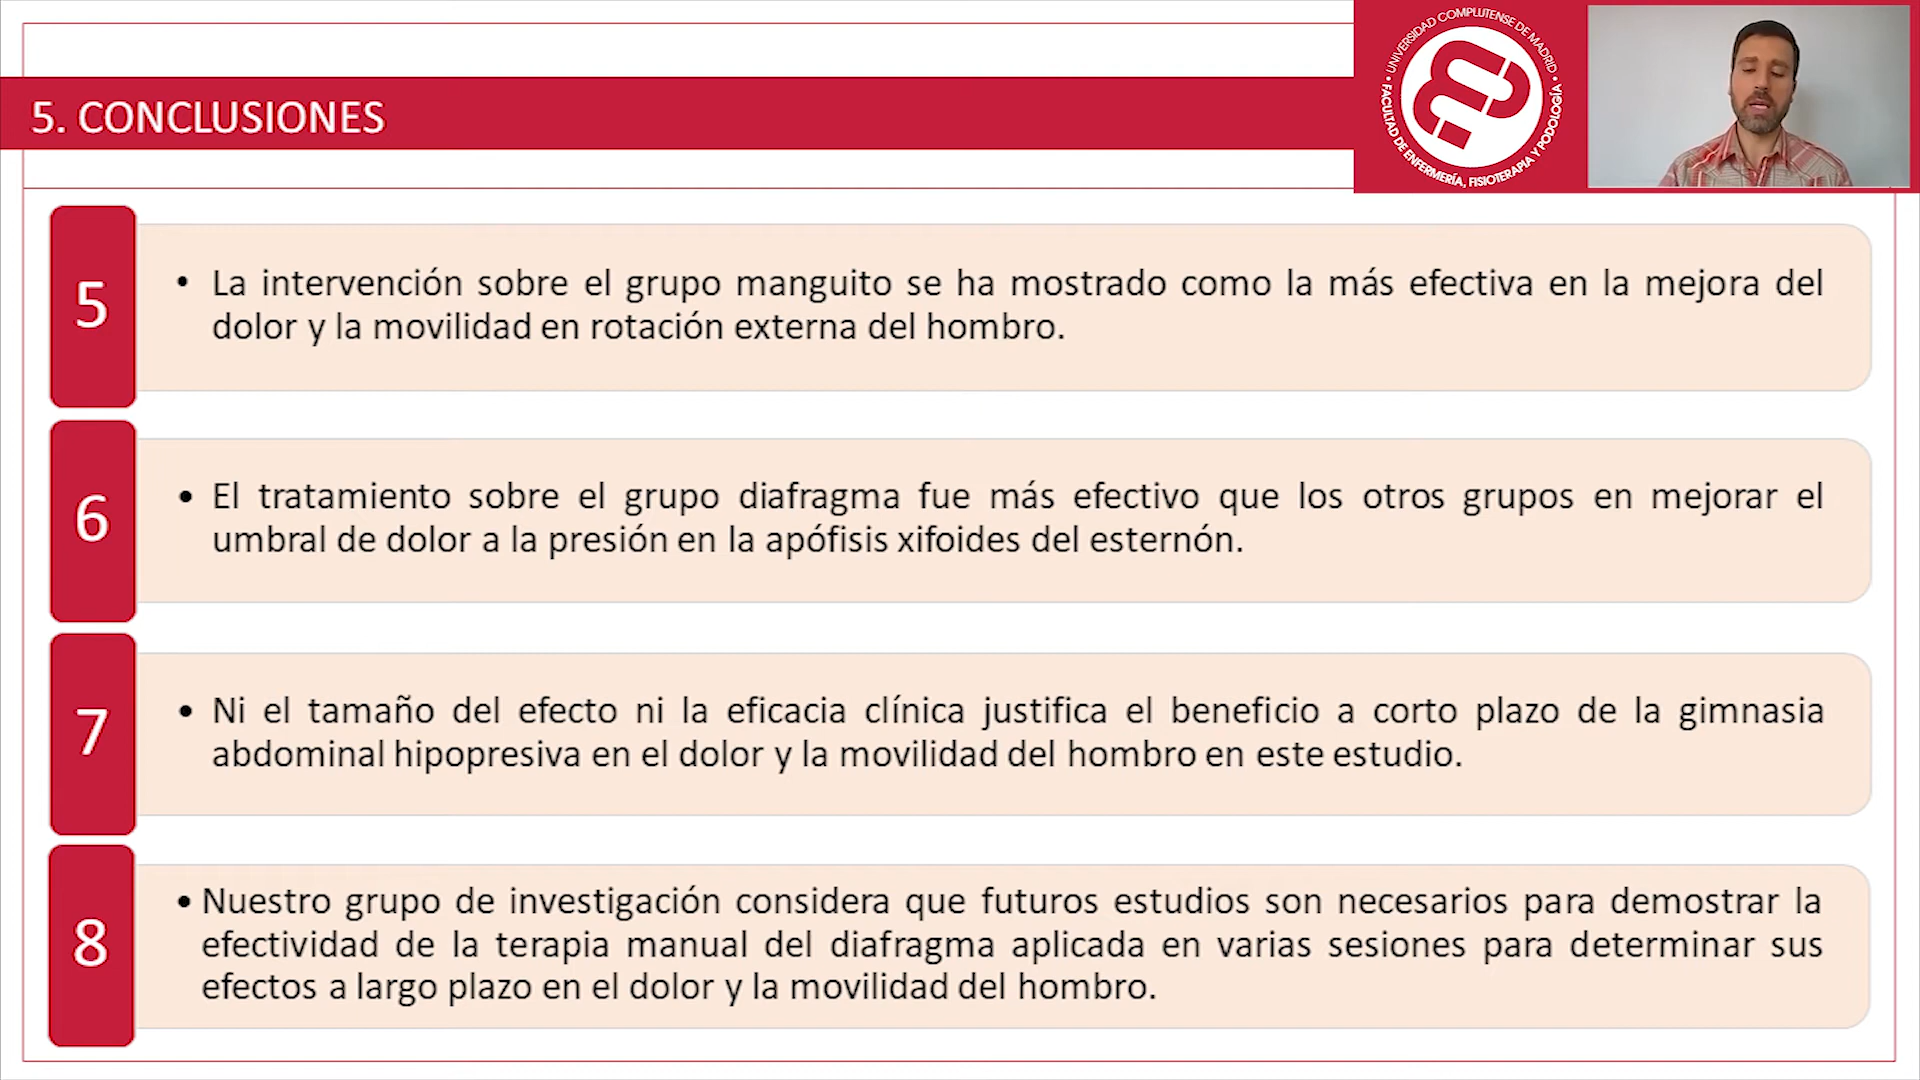 5. CONCLUSIONES
• UNIVERSIDAD COMPLUTENSE DE MADRID •
FACULTAD DE ENFERMERÍA, FISIOTERAPIA Y PODOLOGÍA
5
• La intervención sobre el grupo manguito se ha mostrado como la más efectiva en la mejora del
dolor y la movilidad en rotación externa del hombro.
6
• El tratamiento sobre el grupo diafragma fue más efectivo que los otros grupos en mejorar el
umbral de dolor a la presión en la apófisis xifoides del esternón.
7
• Ni el tamaño del efecto ni la eficacia clínica justifica el beneficio a corto plazo de la gimnasia
abdominal hipopresiva en el dolor y la movilidad del hombro en este estudio.
8
• Nuestro grupo de investigación considera que futuros estudios son necesarios para demostrar la
efectividad de la terapia manual del diafragma aplicada en varias sesiones para determinar sus
efectos a largo plazo en el dolor y la movilidad del hombro.